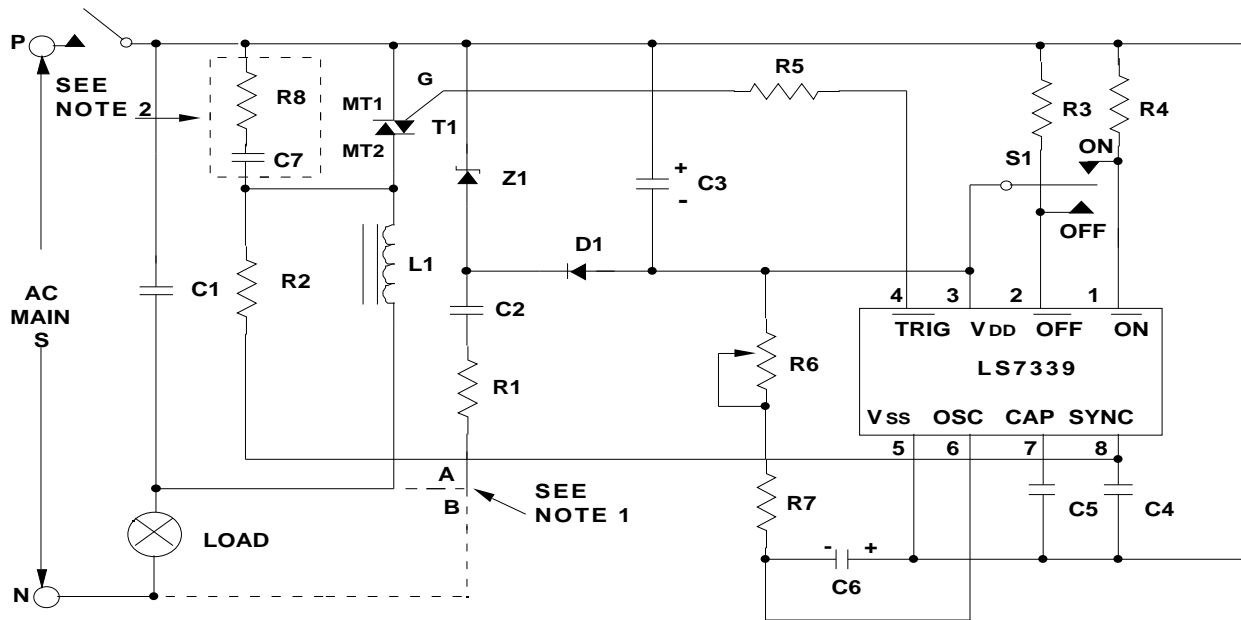 P
SEE
NOTE 2
R8
C7
G
MT1
T1
MT2
Z1
R5
+
C3
-
R3
R4
ON
S1
OFF
AC
MAIN
S
C1
R2
L1
D1
C2
R1
R6
4 3 2 1
TRIG VDD OFF ON
LS7339
VSS OSC CAP SYNC
5 6 7 8
A
B
SEE
NOTE 1
R7
C5
C4
LOAD
- +
C6
N